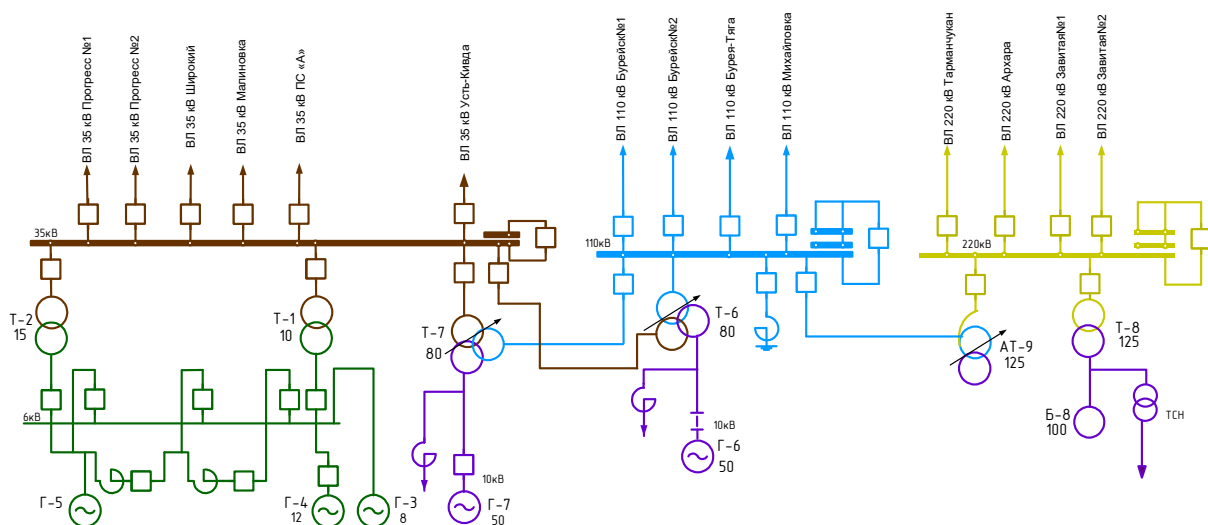 ВЛ 35 кВ Прогресс №1
ВЛ 35 кВ Прогресс №2
ВЛ 35 кВ Широкий
ВЛ 35 кВ Малиновка
ВЛ 35 кВ ПС «А»
ВЛ 35 кВ Усть-Кивда
ВЛ 110 кВ Бурейск№1
ВЛ 110 кВ Бурейск№2
ВЛ 110 кВ Бурея-Тяга
ВЛ 110 кВ Михайловка
ВЛ 220 кВ Тарманчукан
ВЛ 220 кВ Архара
ВЛ 220 кВ Завитая№1
ВЛ 220 кВ Завитая№2
35кВ
110кВ
220кВ
Т-2
15
Т-1
10
Т-7
80
Т-6
80
АТ-9
125
Т-8
125
6кВ
10кВ
10кВ
Б-8
100
ТСН
Г-5
Г-4
12
Г-3
8
Г-7
50
Г-6
50